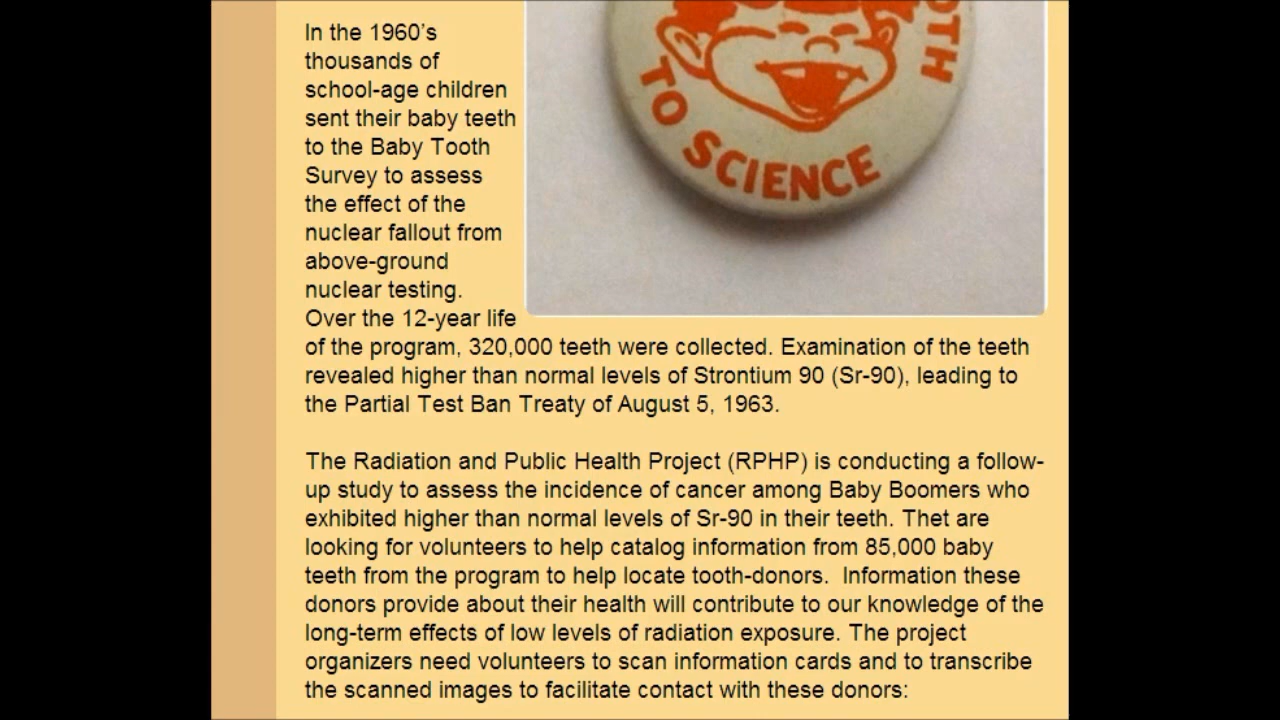 In the 1960's
thousands of
school-age children
sent their baby teeth
to the Baby Tooth
Survey to assess
the effect of the
nuclear fallout from
above-ground
nuclear testing.
Over the 12-year life
of the program, 320,000 teeth were collected. Examination of the teeth
revealed higher than normal levels of Strontium 90 (Sr-90), leading to
the Partial Test Ban Treaty of August 5, 1963.
OTH
TO SCIENCE
The Radiation and Public Health Project (RPHP) is conducting a follow-
up study to assess the incidence of cancer among Baby Boomers who
exhibited higher than normal levels of Sr-90 in their teeth. Thet are
looking for volunteers to help catalog information from 85,000 baby
teeth from the program to help locate tooth-donors.  Information these
donors provide about their health will contribute to our knowledge of the
long-term effects of low levels of radiation exposure. The project
organizers need volunteers to scan information cards and to transcribe
the scanned images to facilitate contact with these donors: